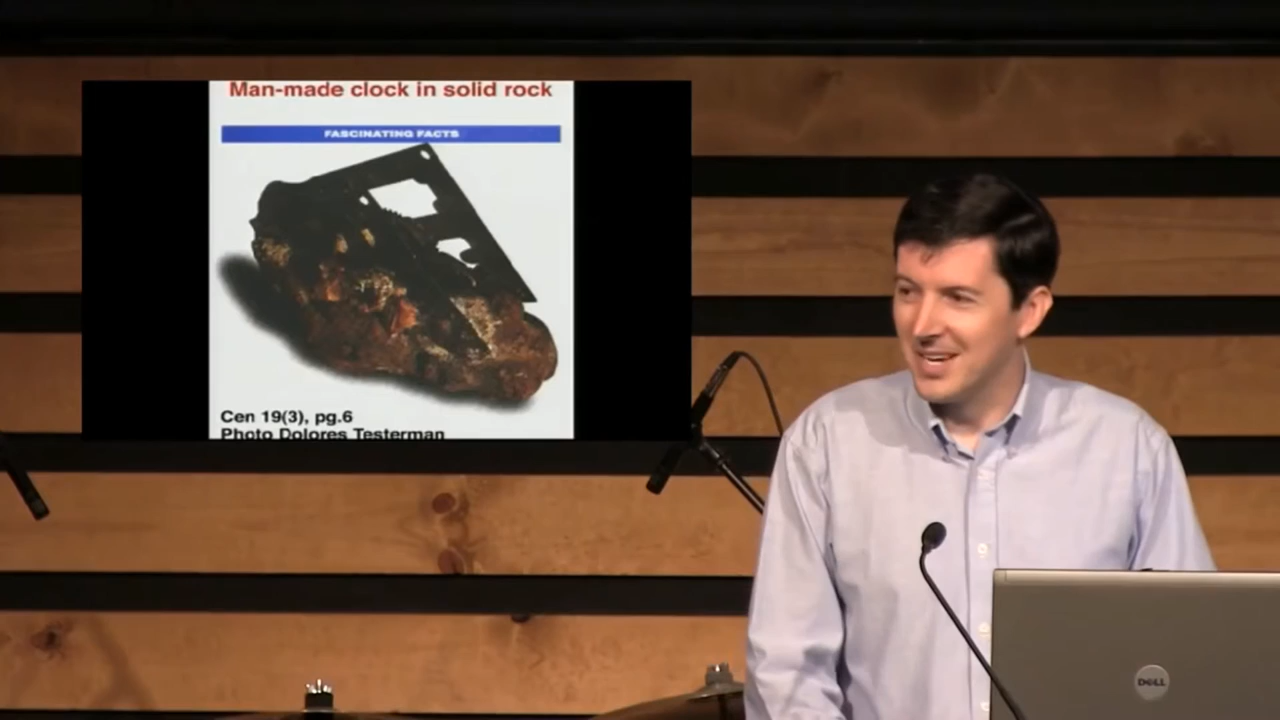 Man-made clock in solid rock
FASCINATING FACTS
Cen 19(3), pg.6
Photo Dolores Testerman
DELL